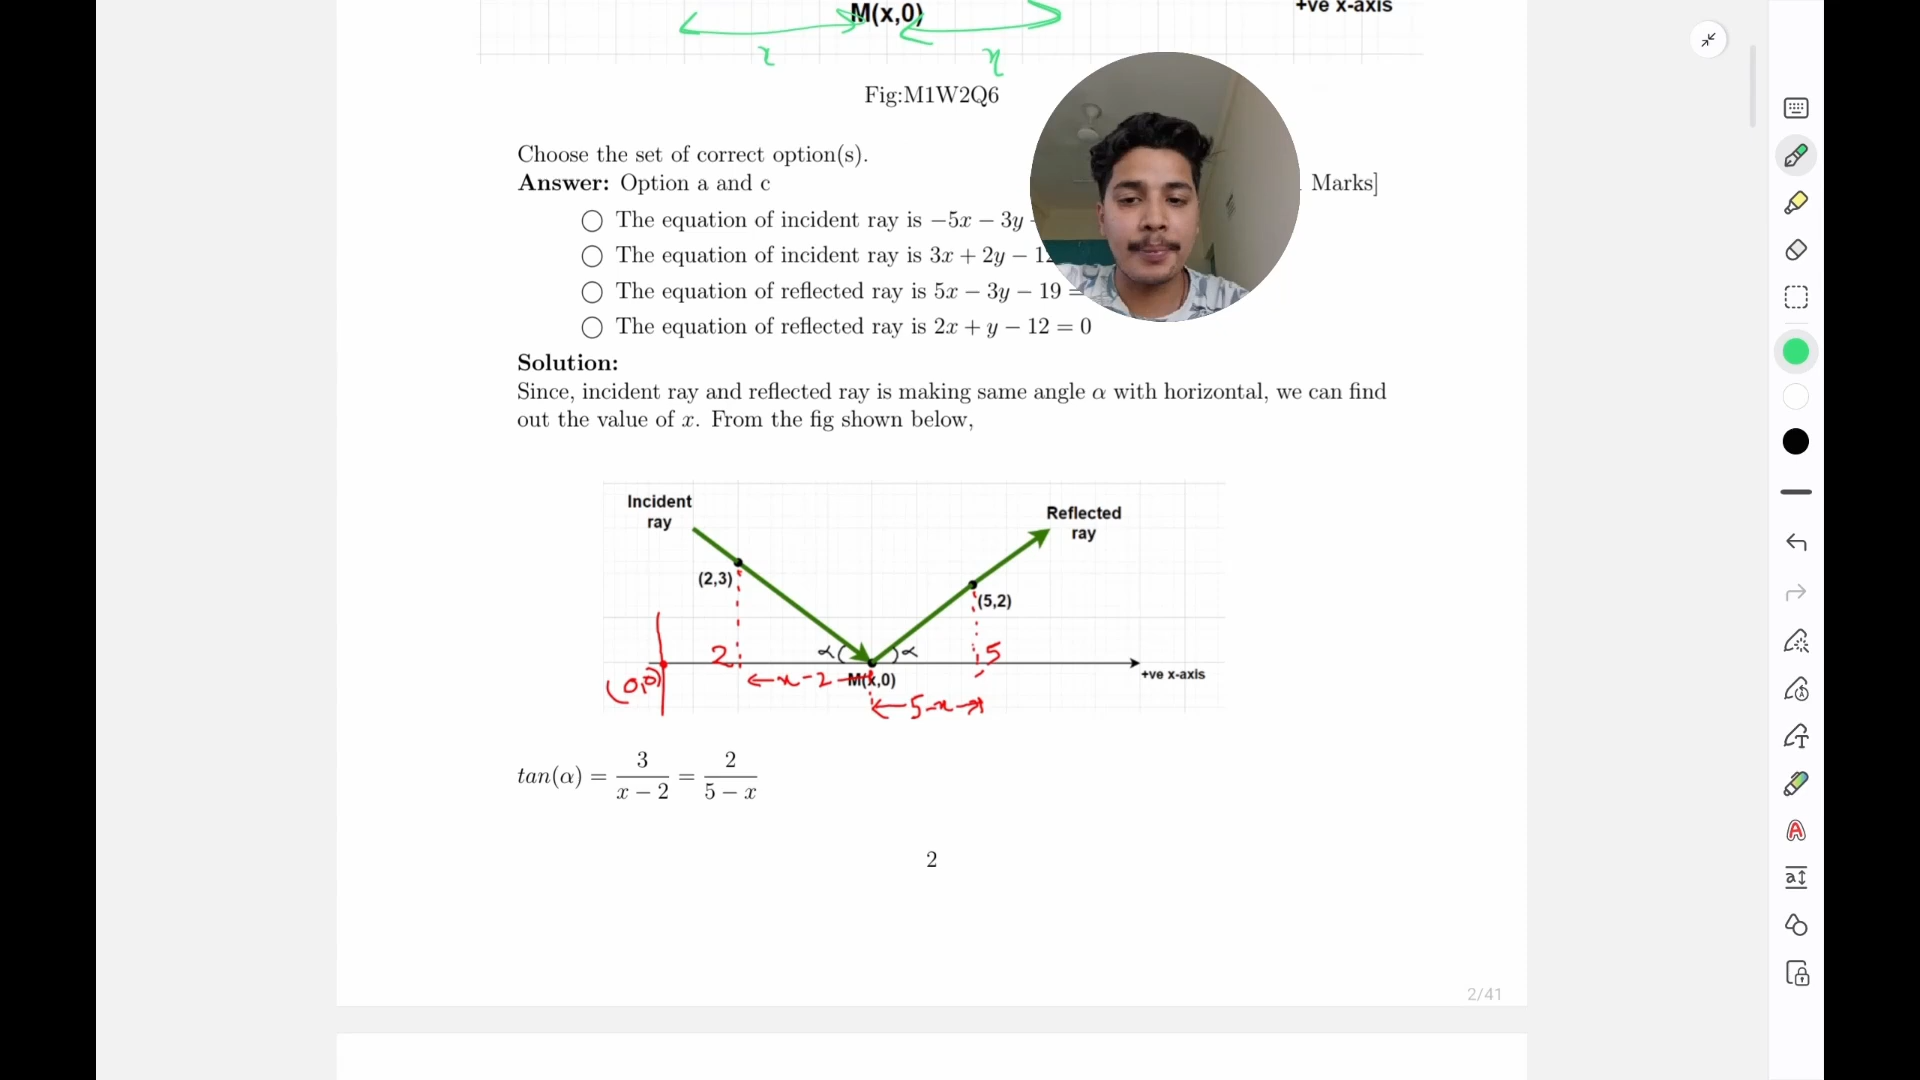 M(x,0)
+ve x-axis
x
x
Fig:M1W2Q6
Choose the set of correct option(s).
Answer: Option a and c
Marks]
The equation of incident ray is −5x − 3y
The equation of incident ray is 3x + 2y −
The equation of reflected ray is 5x − 3y − 19 =
The equation of reflected ray is 2x + y − 12 = 0
Solution:
Since, incident ray and reflected ray is making same angle α with horizontal, we can find
out the value of x. From the fig shown below,
Incident
ray
Reflected
ray
(2,3)
(5,2)
α α
2 5
(0,0)
x-2
M(x,0)
+ve x-axis
5-x
tan(α) = 3/(x − 2) = 2/(5 − x)
2
2/41